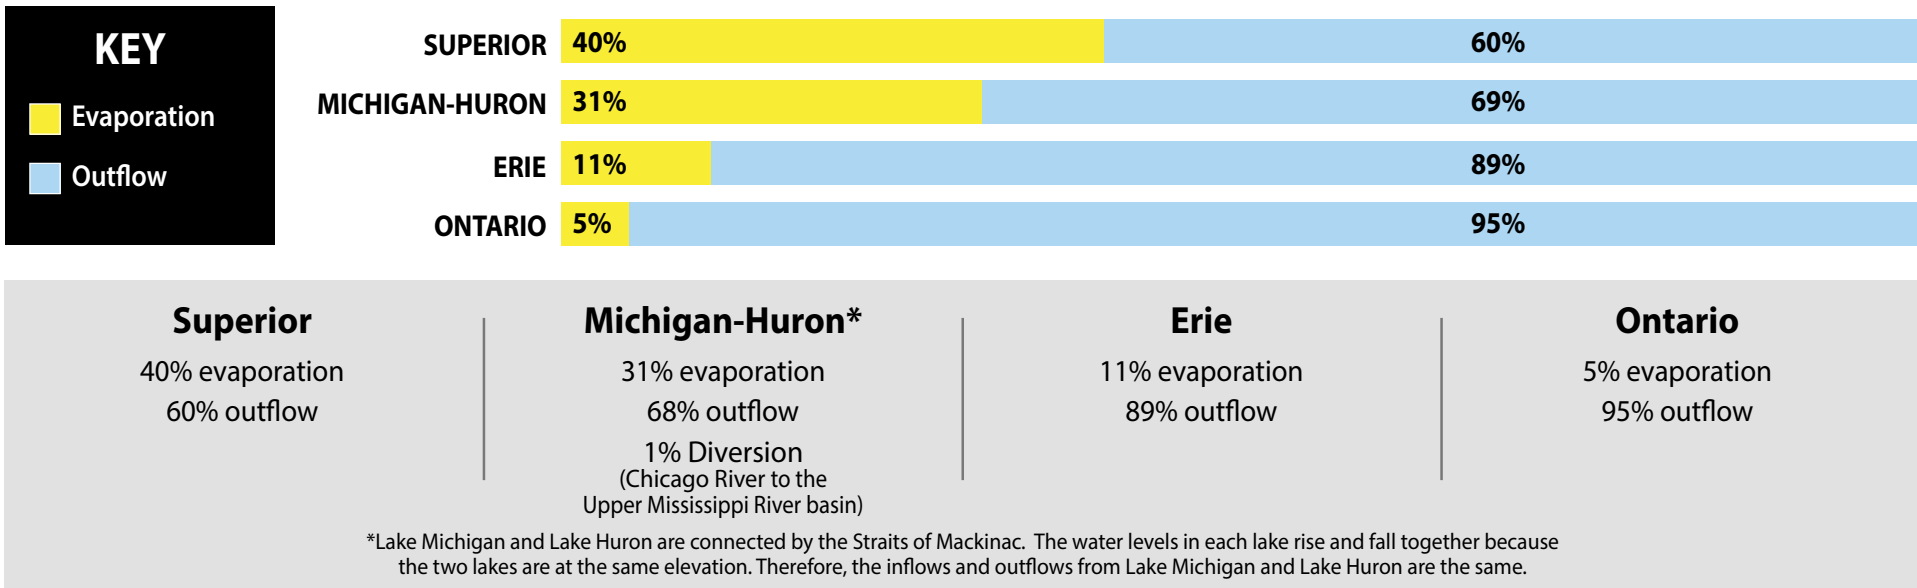 KEY
Evaporation
Outflow
SUPERIOR 40% 60%
MICHIGAN-HURON 31% 69%
ERIE 11% 89%
ONTARIO 5% 95%
Superior
40% evaporation
60% outflow
Michigan-Huron*
31% evaporation
68% outflow
1% Diversion
(Chicago River to the
Upper Mississippi River basin)
Erie
11% evaporation
89% outflow
Ontario
5% evaporation
95% outflow
*Lake Michigan and Lake Huron are connected by the Straits of Mackinac. The water levels in each lake rise and fall together because
the two lakes are at the same elevation. Therefore, the inflows and outflows from Lake Michigan and Lake Huron are the same.